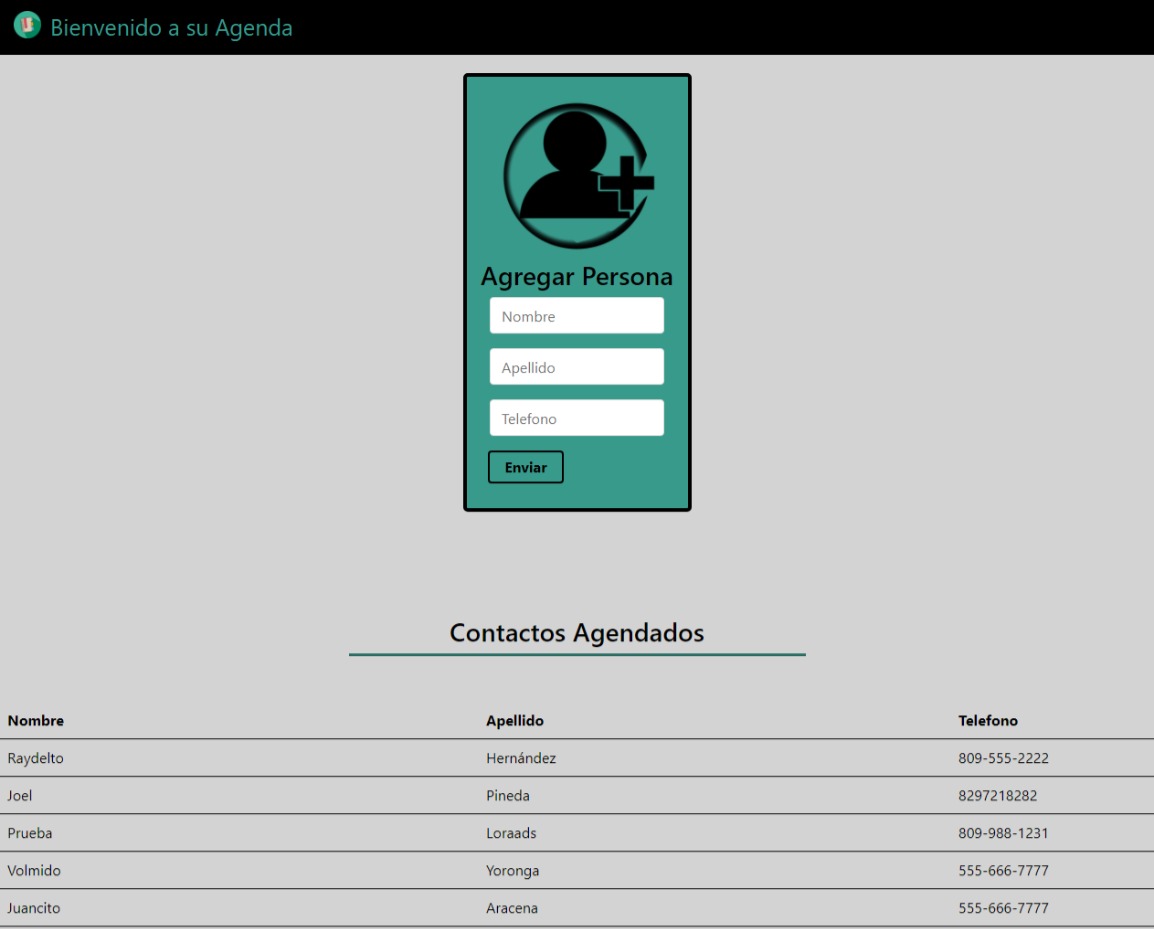 Bienvenido a su Agenda
Agregar Persona
Nombre
Apellido
Telefono
Enviar
Contactos Agendados
Nombre Apellido Telefono
Raydelto Hernández 809-555-2222
Joel Pineda 8297218282
Prueba Loraads 809-988-1231
Volmido Yoronga 555-666-7777
Juancito Aracena 555-666-7777